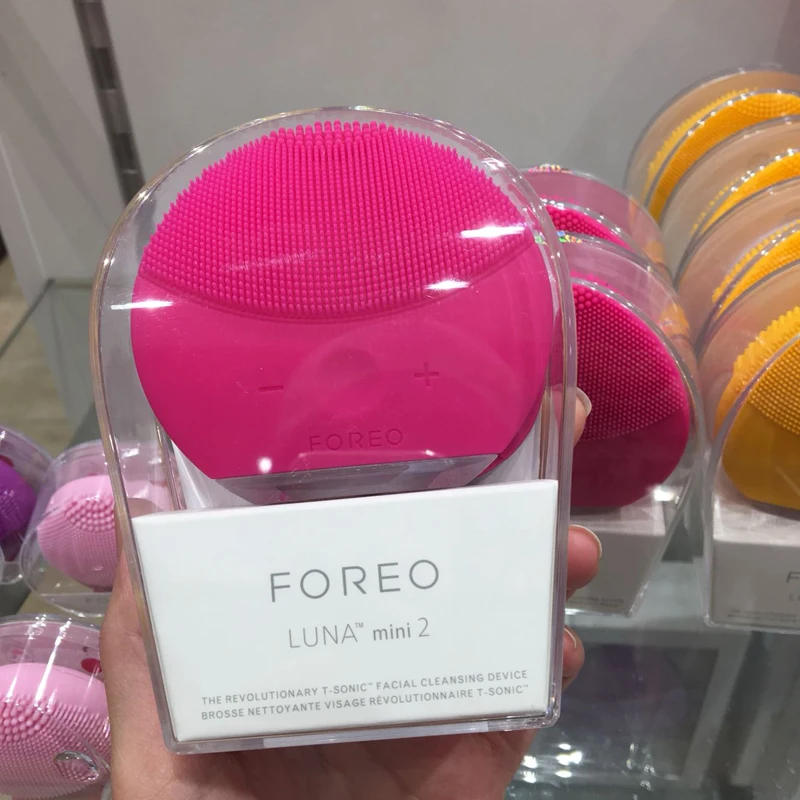 − +
FOREO
FOREO
LUNA™ mini 2
THE REVOLUTIONARY T-SONIC™ FACIAL CLEANSING DEVICE
BROSSE NETTOYANTE VISAGE RÉVOLUTIONNAIRE T-SONIC™